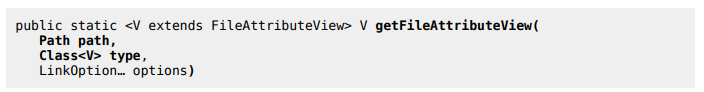 public static <V extends FileAttributeView> V getFileAttributeView(
Path path,
Class<V> type,
LinkOption… options)